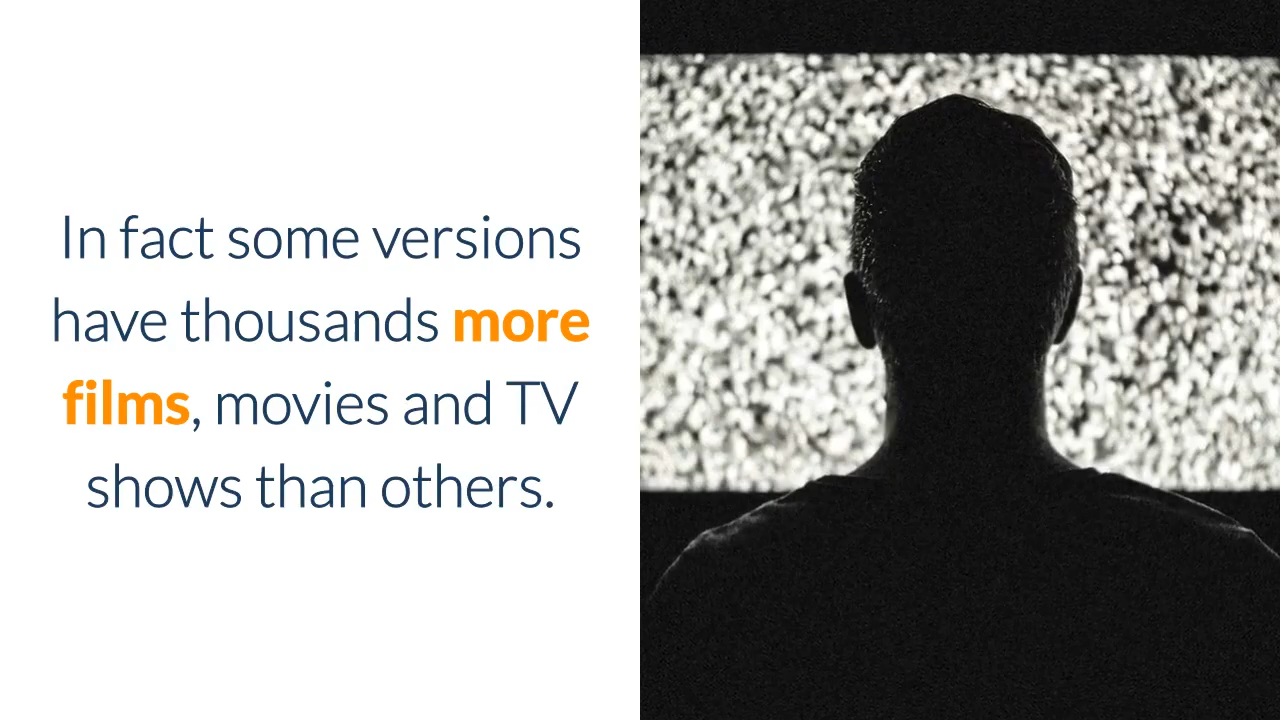 In fact some versions
have thousands more
films, movies and TV
shows than others.